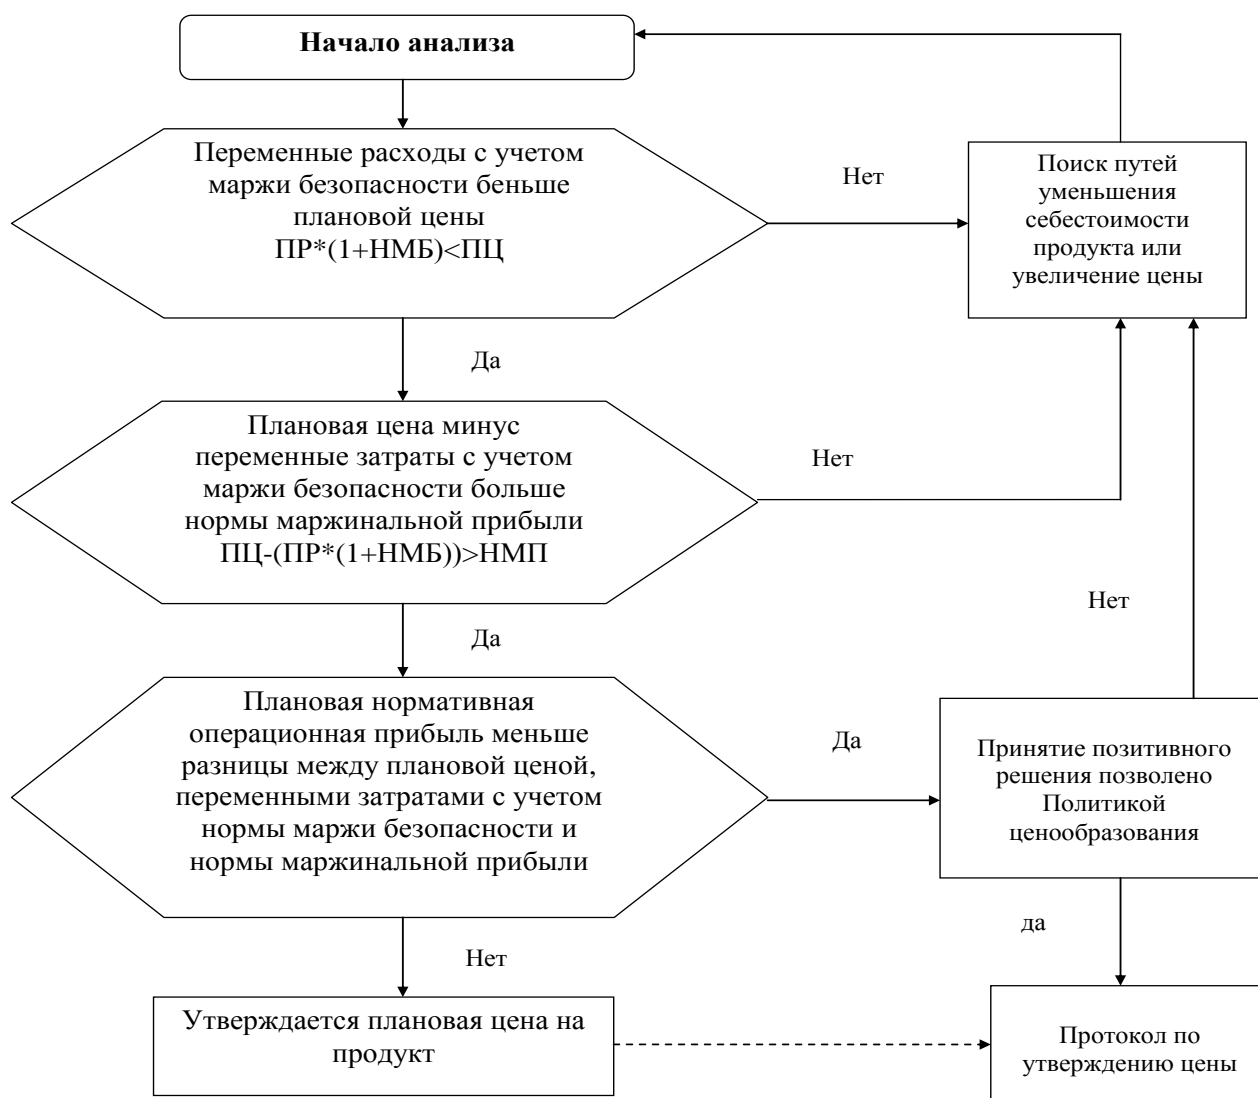 Начало анализа
Переменные расходы с учетом
маржи безопасности беньше
плановой цены
ПР*(1+НМБ)<ПЦ
Нет
Поиск путей
уменьшения
себестоимости
продукта или
увеличение цены
Да
Плановая цена минус
переменные затраты с учетом
маржи безопасности больше
нормы маржинальной прибыли
ПЦ-(ПР*(1+НМБ))>НМП
Нет
Нет
Да
Плановая нормативная
операционная прибыль меньше
разницы между плановой ценой,
переменными затратами с учетом
нормы маржи безопасности и
нормы маржинальной прибыли
Да
Принятие позитивного
решения позволено
Политикой
ценообразования
да
Нет
Утверждается плановая цена на
продукт
Протокол по
утверждению цены